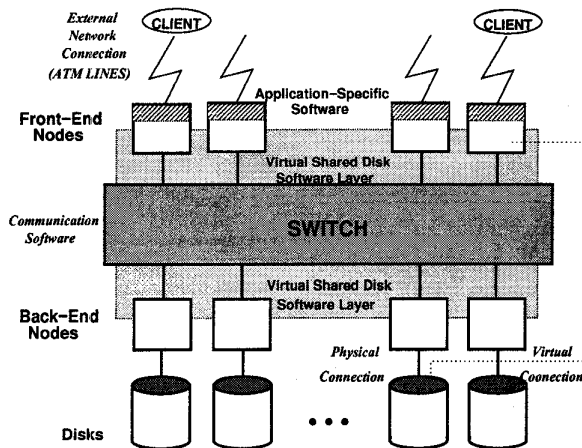 External
Network
Connection
(ATM LINES)
CLIENT
CLIENT
Application-Specific
Software
Front-End
Nodes
Virtual Shared Disk
Software Layer
Communication
Software
SWITCH
Virtual Shared Disk
Software Layer
Back-End
Nodes
Physical
Connection
Virtual
Coonection
Disks